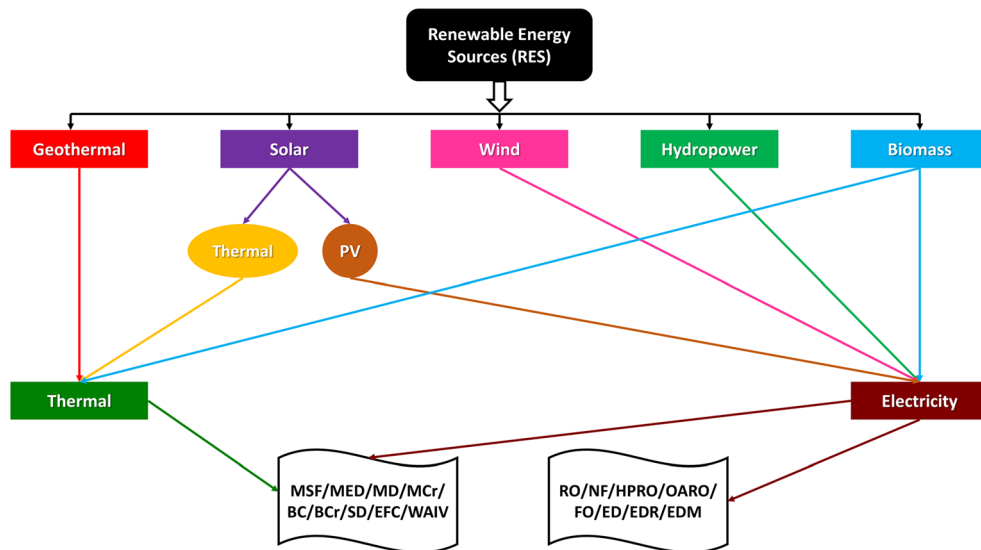 Renewable Energy
Sources (RES)
Geothermal
Solar
Wind
Hydropower
Biomass
Thermal
PV
Thermal
Electricity
MSF/MED/MD/MCr/
BC/BCr/SD/EFC/WAIV
RO/NF/HPRO/OARO/
FO/ED/EDR/EDM